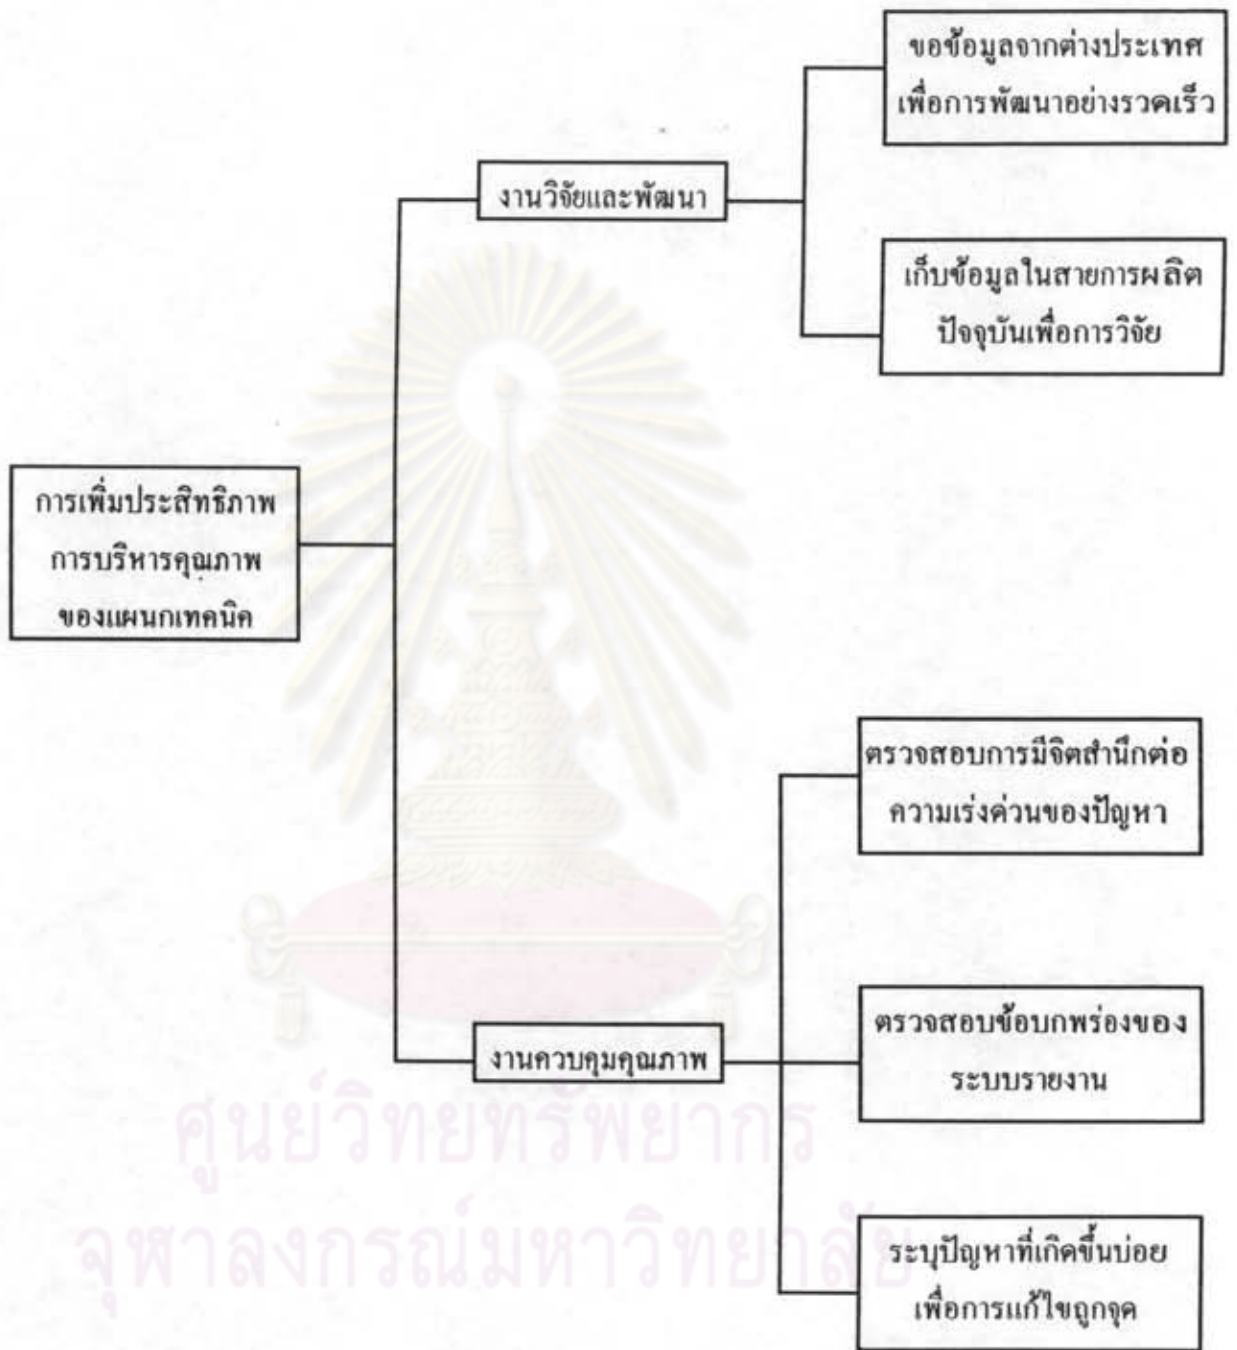 ขอข้อมูลจากต่างประเทศ
เพื่อการพัฒนาอย่างรวดเร็ว
งานวิจัยและพัฒนา
เก็บข้อมูลในสายการผลิต
ปัจจุบันเพื่อการวิจัย
การเพิ่มประสิทธิภาพ
การบริหารคุณภาพ
ของแผนกเทคนิค
ตรวจสอบการมีจิตสำนึกต่อ
ความเร่งด่วนของปัญหา
ตรวจสอบข้อบกพร่องของ
ระบบรายงาน
งานควบคุมคุณภาพ
ระบุปัญหาที่เกิดขึ้นบ่อย
เพื่อการแก้ไขถูกจุด
ศูนย์วิทยทรัพยากร
จุฬาลงกรณ์มหาวิทยาลัย